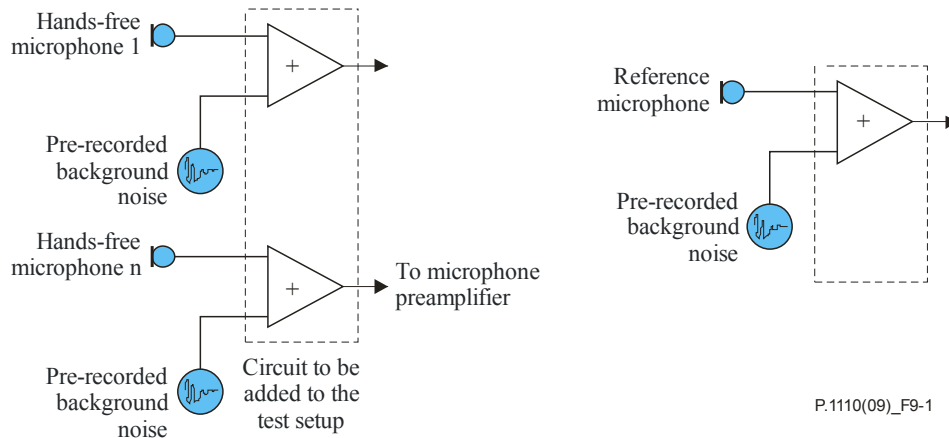 Hands-free
microphone 1
+
Pre-recorded
background
noise
Hands-free
microphone n
+
To microphone
preamplifier
Pre-recorded
background
noise
Circuit to be
added to the
test setup
Reference
microphone
+
Pre-recorded
background
noise
P.1110(09)_F9-1